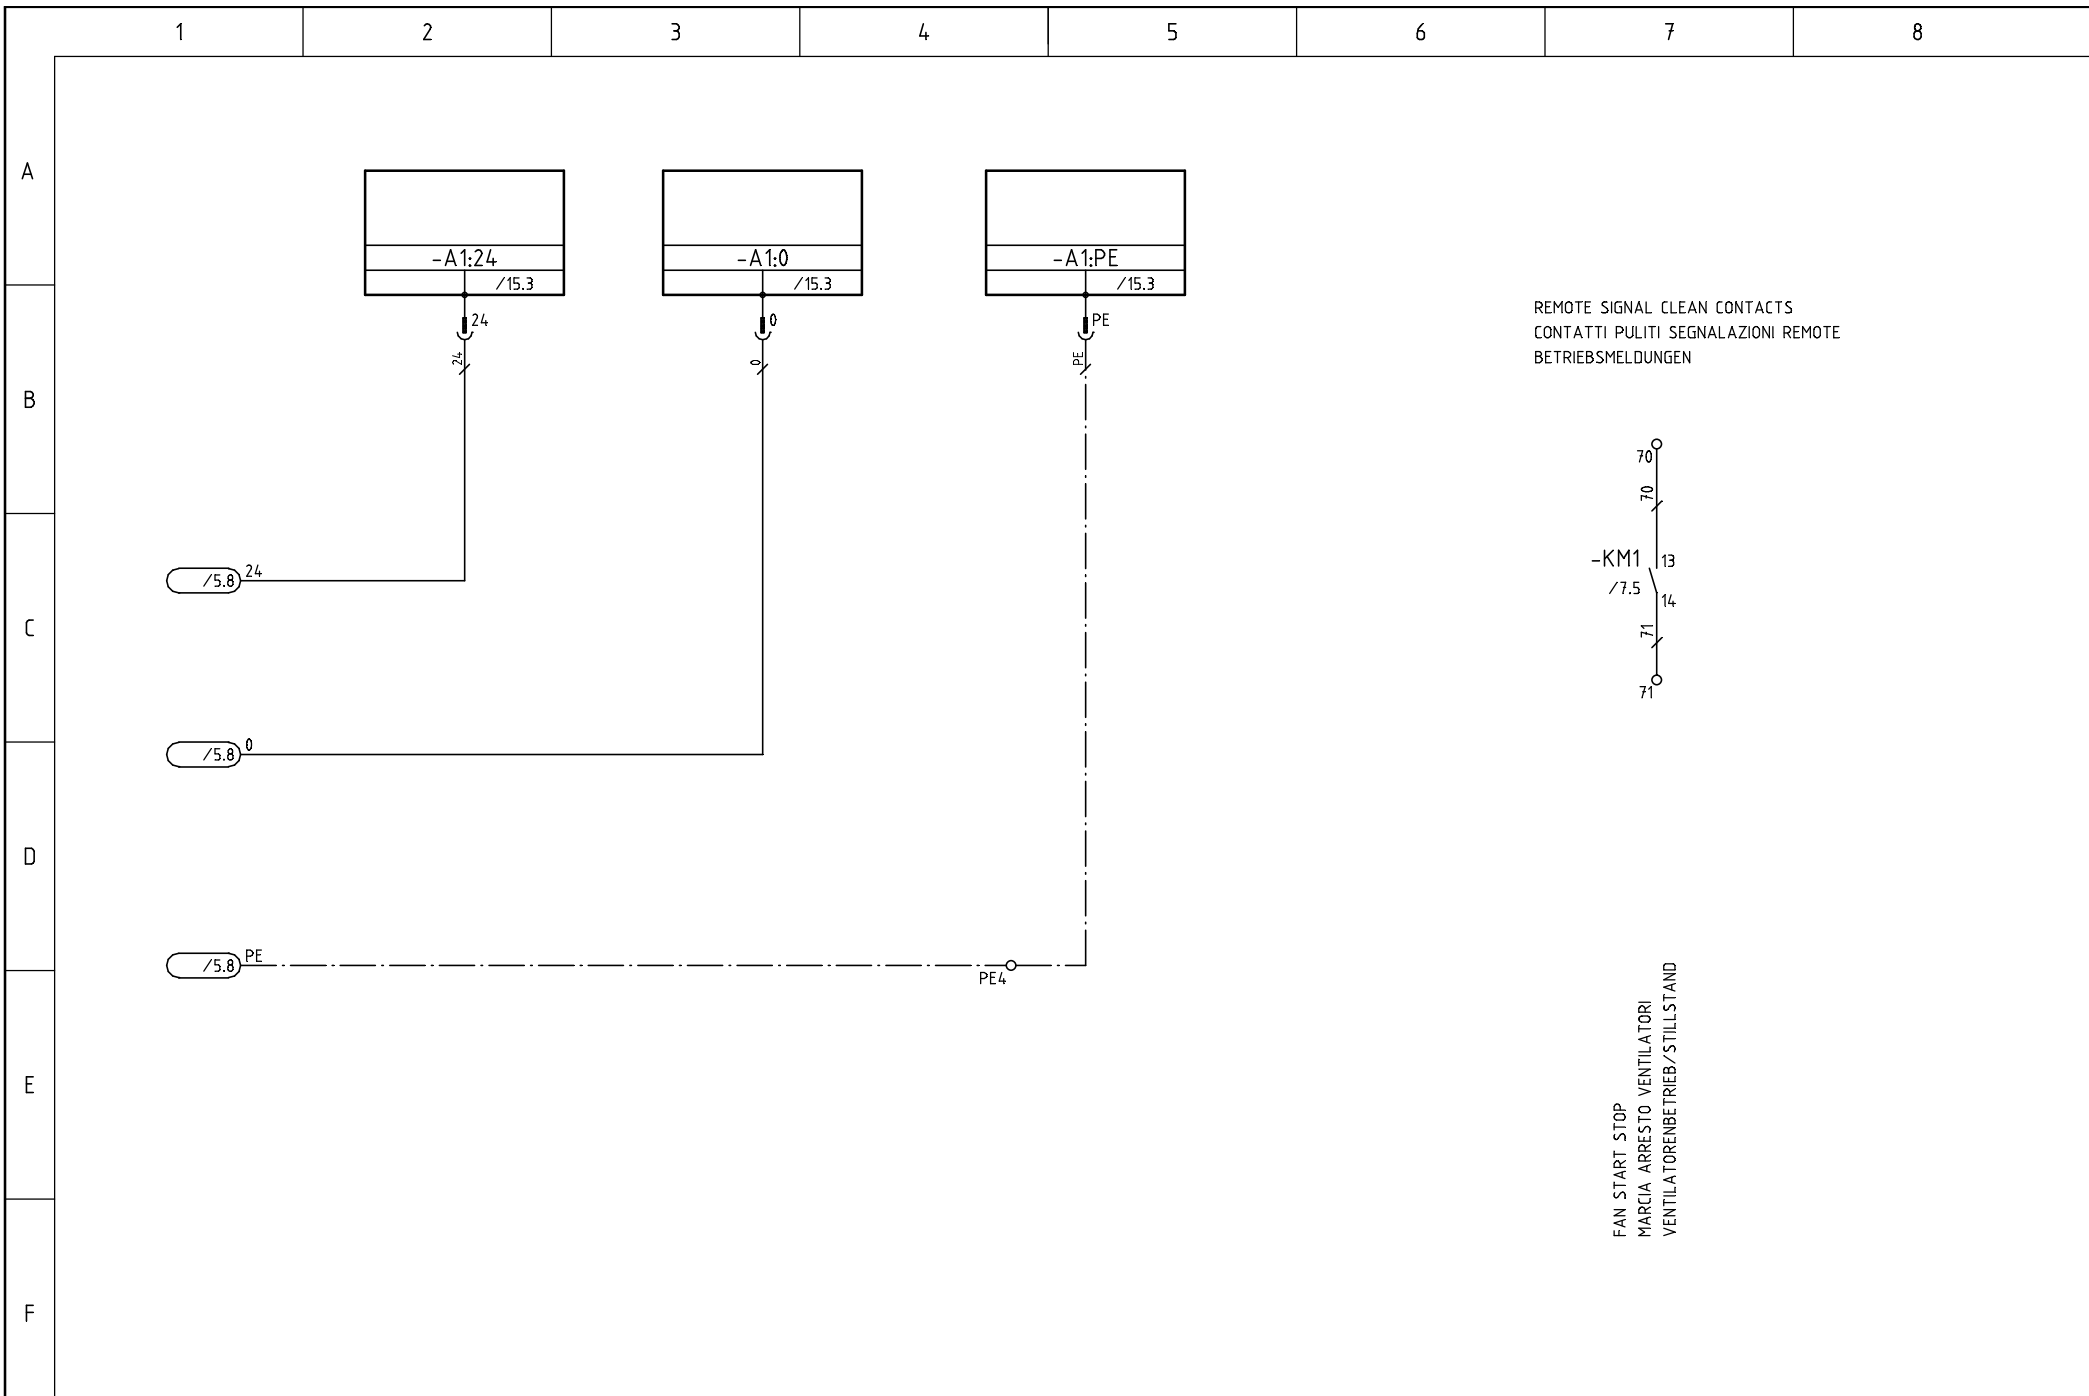 1 2 3 4 5 6 7 8
A
-A1:24 -A1:0 -A1:PE
/15.3 /15.3 /15.3
24 0 PE
24 0 PE
REMOTE SIGNAL CLEAN CONTACTS
CONTATTI PULITI SEGNALAZIONI REMOTE
BETRIEBSMELDUNGEN
B
70
70
-KM1 13
/7.5 14
/5.8 24
C
71
71
/5.8 0
D
/5.8 PE
PE4
E
FAN START STOP
MARCIA ARRESTO VENTILATORI
VENTILATORENBETRIEB/STILLSTAND
F